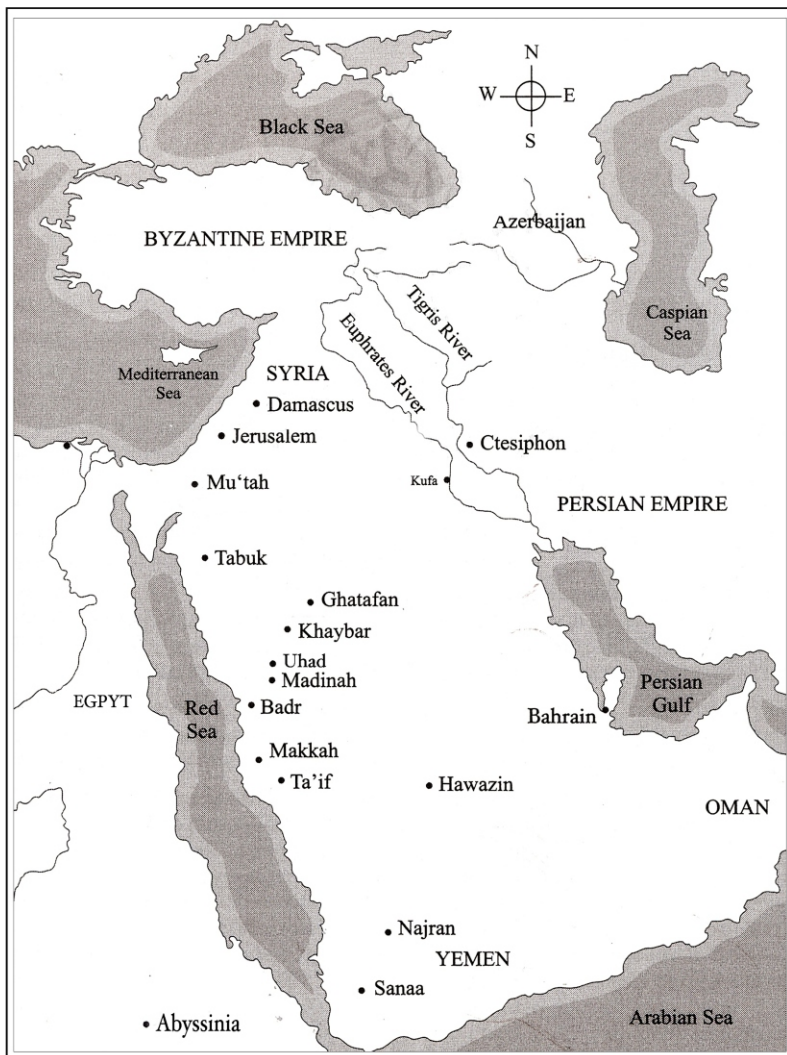 N
W E
S
Black Sea
Azerbaijan
BYZANTINE EMPIRE
Tigris River
Euphrates River
Caspian
Sea
Mediterranean
Sea
SYRIA
Damascus
Jerusalem
Ctesiphon
Mu‘tah
Kufa
PERSIAN EMPIRE
Tabuk
Ghatafan
Khaybar
Uhad
Madinah
EGPYT
Red
Sea
Badr
Persian
Gulf
Bahrain
Makkah
Ta’if
Hawazin
OMAN
Najran
YEMEN
Sanaa
Abyssinia
Arabian Sea